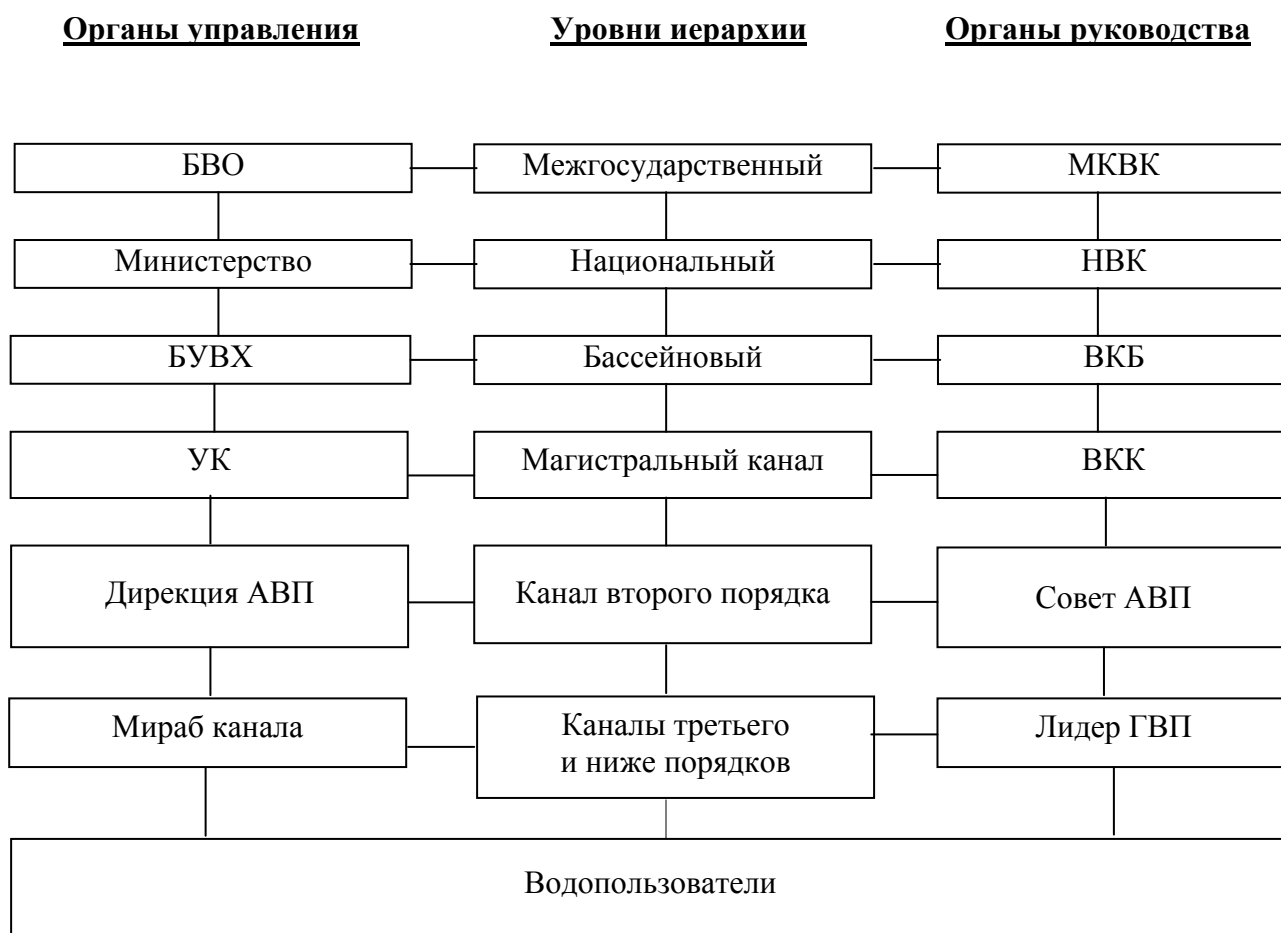 Органы управления
Уровни иерархии
Органы руководства
БВО
Межгосударственный
МКВК
Министерство
Национальный
НВК
БУВХ
Бассейновый
ВКБ
УК
Магистральный канал
ВКК
Дирекция АВП
Канал второго порядка
Совет АВП
Мираб канала
Каналы третьего
и ниже порядков
Лидер ГВП
Водопользователи